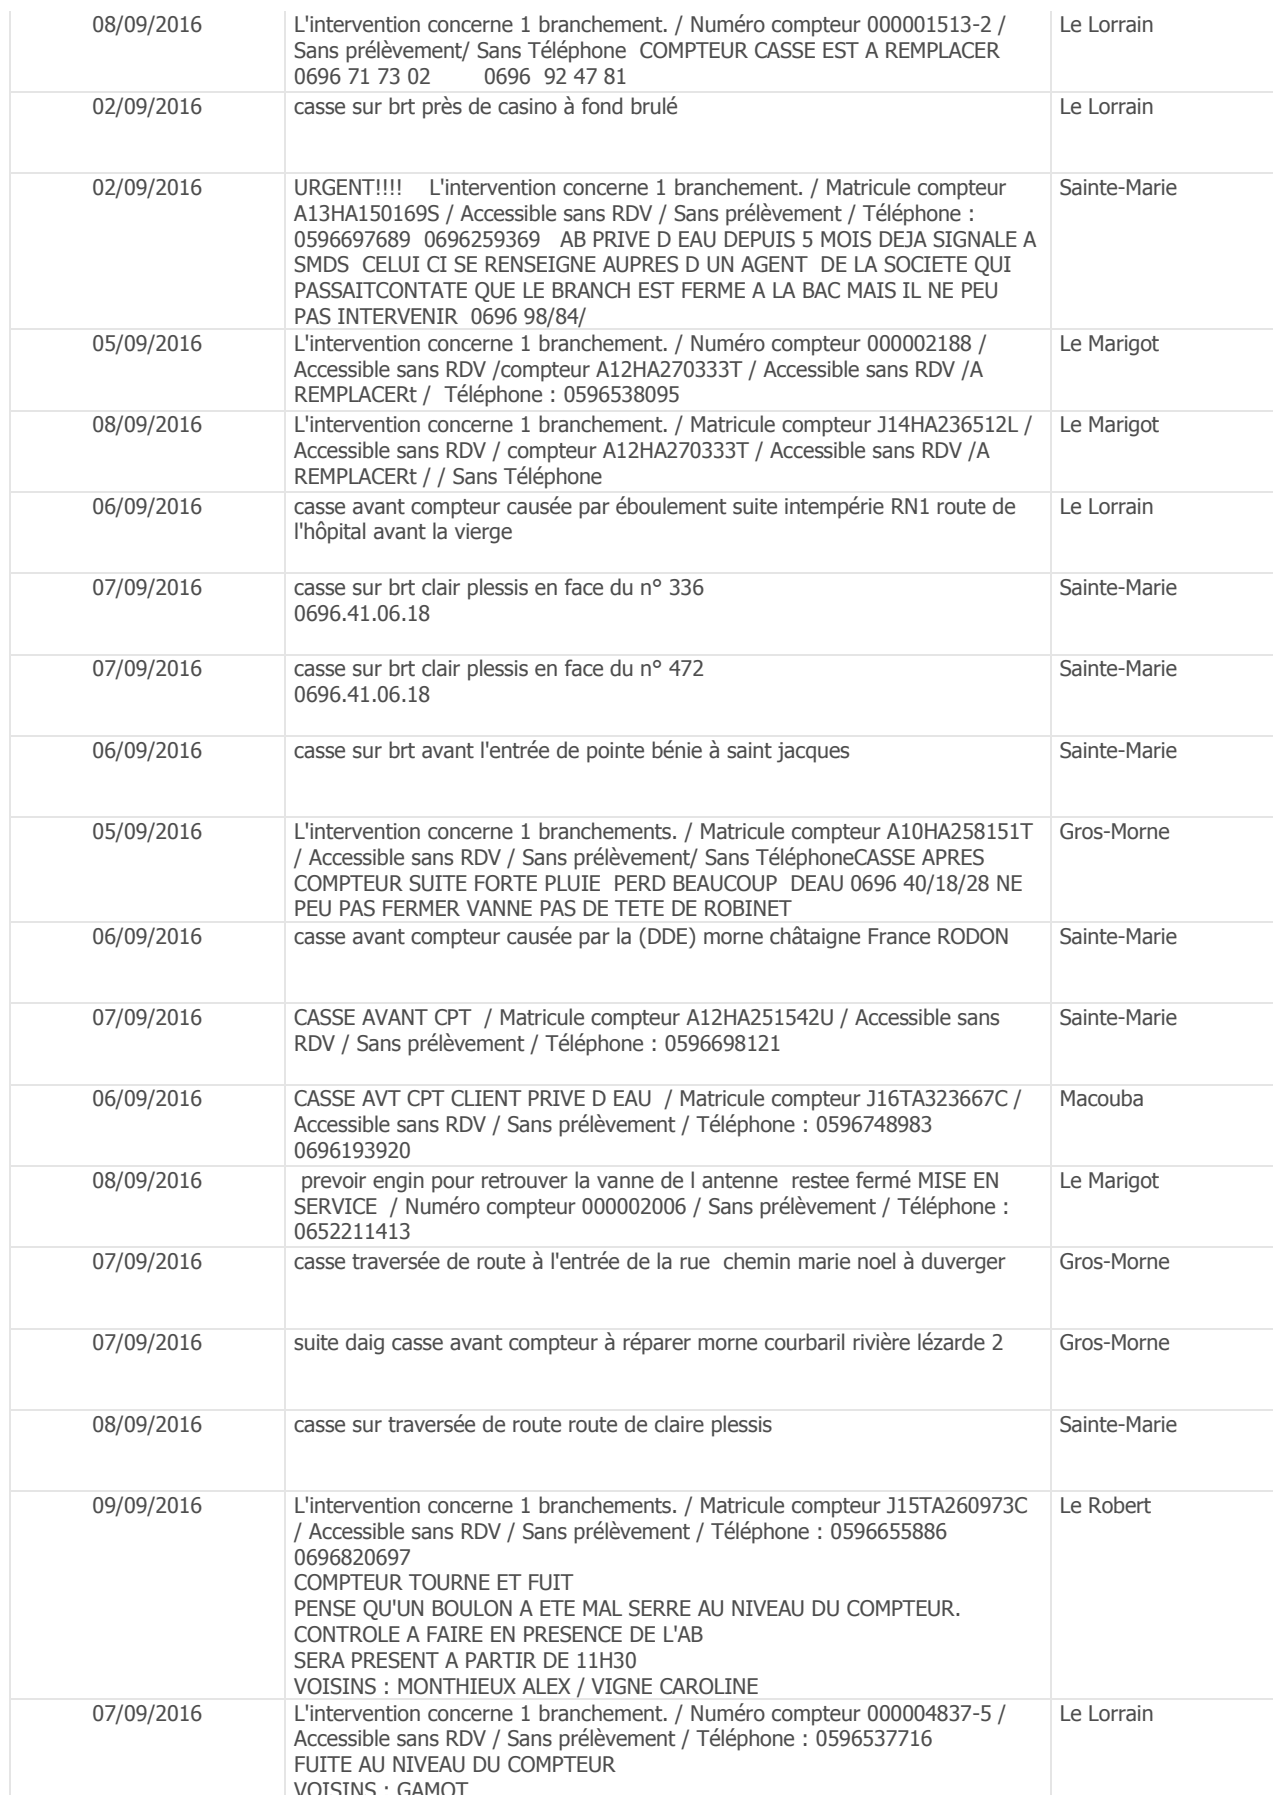 08/09/2016 L'intervention concerne 1 branchement. / Numéro compteur 000001513-2 / Le Lorrain
Sans prélèvement/ Sans Téléphone COMPTEUR CASSE EST A REMPLACER
0696 71 73 02 0696 92 47 81
02/09/2016 casse sur brt près de casino à fond brulé Le Lorrain
02/09/2016 URGENT!!!! L'intervention concerne 1 branchement. / Matricule compteur Sainte-Marie
A13HA150169S / Accessible sans RDV / Sans prélèvement / Téléphone :
0596697689 0696259369 AB PRIVE D EAU DEPUIS 5 MOIS DEJA SIGNALE A
SMDS CELUI CI SE RENSEIGNE AUPRES D UN AGENT DE LA SOCIETE QUI
PASSAITCONTATE QUE LE BRANCH EST FERME A LA BAC MAIS IL NE PEU
PAS INTERVENIR 0696 98/84/
05/09/2016 L'intervention concerne 1 branchement. / Numéro compteur 000002188 / Le Marigot
Accessible sans RDV /compteur A12HA270333T / Accessible sans RDV /A
REMPLACERt / Téléphone : 0596538095
08/09/2016 L'intervention concerne 1 branchement. / Matricule compteur J14HA236512L / Le Marigot
Accessible sans RDV / compteur A12HA270333T / Accessible sans RDV /A
REMPLACERt / / Sans Téléphone
06/09/2016 casse avant compteur causée par éboulement suite intempérie RN1 route de Le Lorrain
l'hôpital avant la vierge
07/09/2016 casse sur brt clair plessis en face du n° 336 Sainte-Marie
0696.41.06.18
07/09/2016 casse sur brt clair plessis en face du n° 472 Sainte-Marie
0696.41.06.18
06/09/2016 casse sur brt avant l'entrée de pointe bénie à saint jacques Sainte-Marie
05/09/2016 L'intervention concerne 1 branchements. / Matricule compteur A10HA258151T Gros-Morne
/ Accessible sans RDV / Sans prélèvement/ Sans TéléphoneCASSE APRES
COMPTEUR SUITE FORTE PLUIE PERD BEAUCOUP DEAU 0696 40/18/28 NE
PEU PAS FERMER VANNE PAS DE TETE DE ROBINET
06/09/2016 casse avant compteur causée par la (DDE) morne châtaigne France RODON Sainte-Marie
07/09/2016 CASSE AVANT CPT / Matricule compteur A12HA251542U / Accessible sans Sainte-Marie
RDV / Sans prélèvement / Téléphone : 0596698121
06/09/2016 CASSE AVT CPT CLIENT PRIVE D EAU / Matricule compteur J16TA323667C / Macouba
Accessible sans RDV / Sans prélèvement / Téléphone : 0596748983
0696193920
08/09/2016 prevoir engin pour retrouver la vanne de l antenne restee fermé MISE EN Le Marigot
SERVICE / Numéro compteur 000002006 / Sans prélèvement / Téléphone :
0652211413
07/09/2016 casse traversée de route à l'entrée de la rue chemin marie noel à duverger Gros-Morne
07/09/2016 suite daig casse avant compteur à réparer morne courbaril rivière lézarde 2 Gros-Morne
08/09/2016 casse sur traversée de route route de claire plessis Sainte-Marie
09/09/2016 L'intervention concerne 1 branchements. / Matricule compteur J15TA260973C Le Robert
/ Accessible sans RDV / Sans prélèvement / Téléphone : 0596655886
0696820697
COMPTEUR TOURNE ET FUIT
PENSE QU'UN BOULON A ETE MAL SERRE AU NIVEAU DU COMPTEUR.
CONTROLE A FAIRE EN PRESENCE DE L'AB
SERA PRESENT A PARTIR DE 11H30
VOISINS : MONTHIEUX ALEX / VIGNE CAROLINE
07/09/2016 L'intervention concerne 1 branchement. / Numéro compteur 000004837-5 / Le Lorrain
Accessible sans RDV / Sans prélèvement / Téléphone : 0596537716
FUITE AU NIVEAU DU COMPTEUR
VOISINS : GAMOT